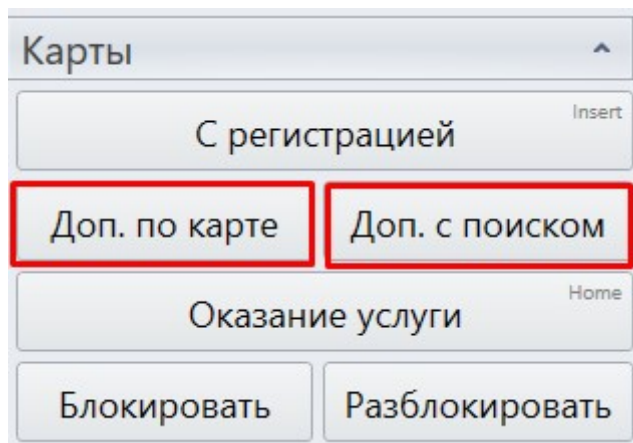 Карты
С регистрацией Insert
Доп. по карте Доп. с поиском
Оказание услуги Home
Блокировать Разблокировать